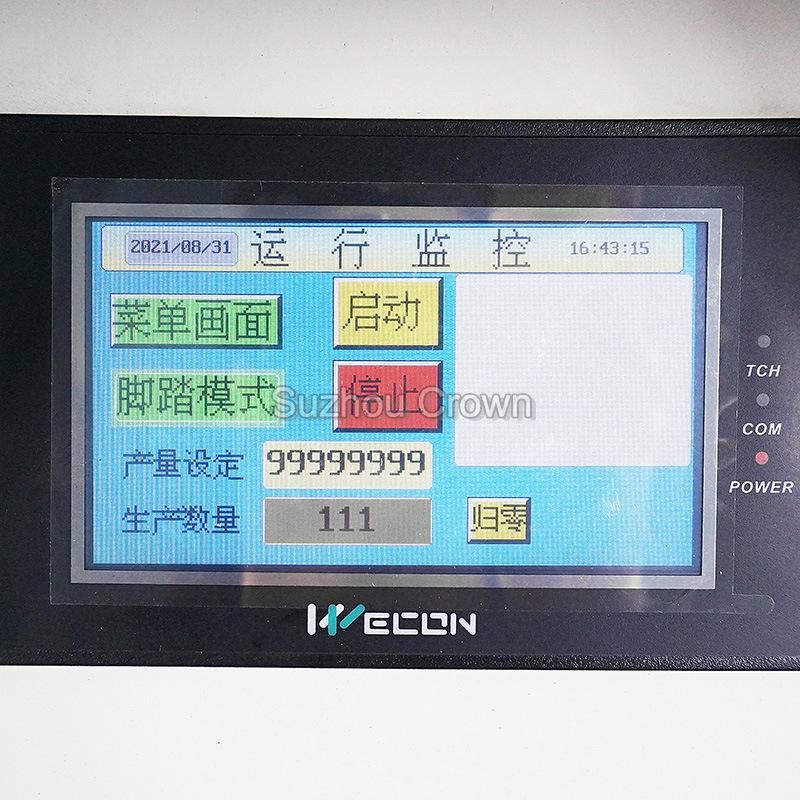 2021/08/31 运行监控 16:43:15
菜单画面 启动
脚踏模式 停止
Suzhou Crown
产量设定 99999999
生产数量 111 归零
TCH
COM
POWER
WECON